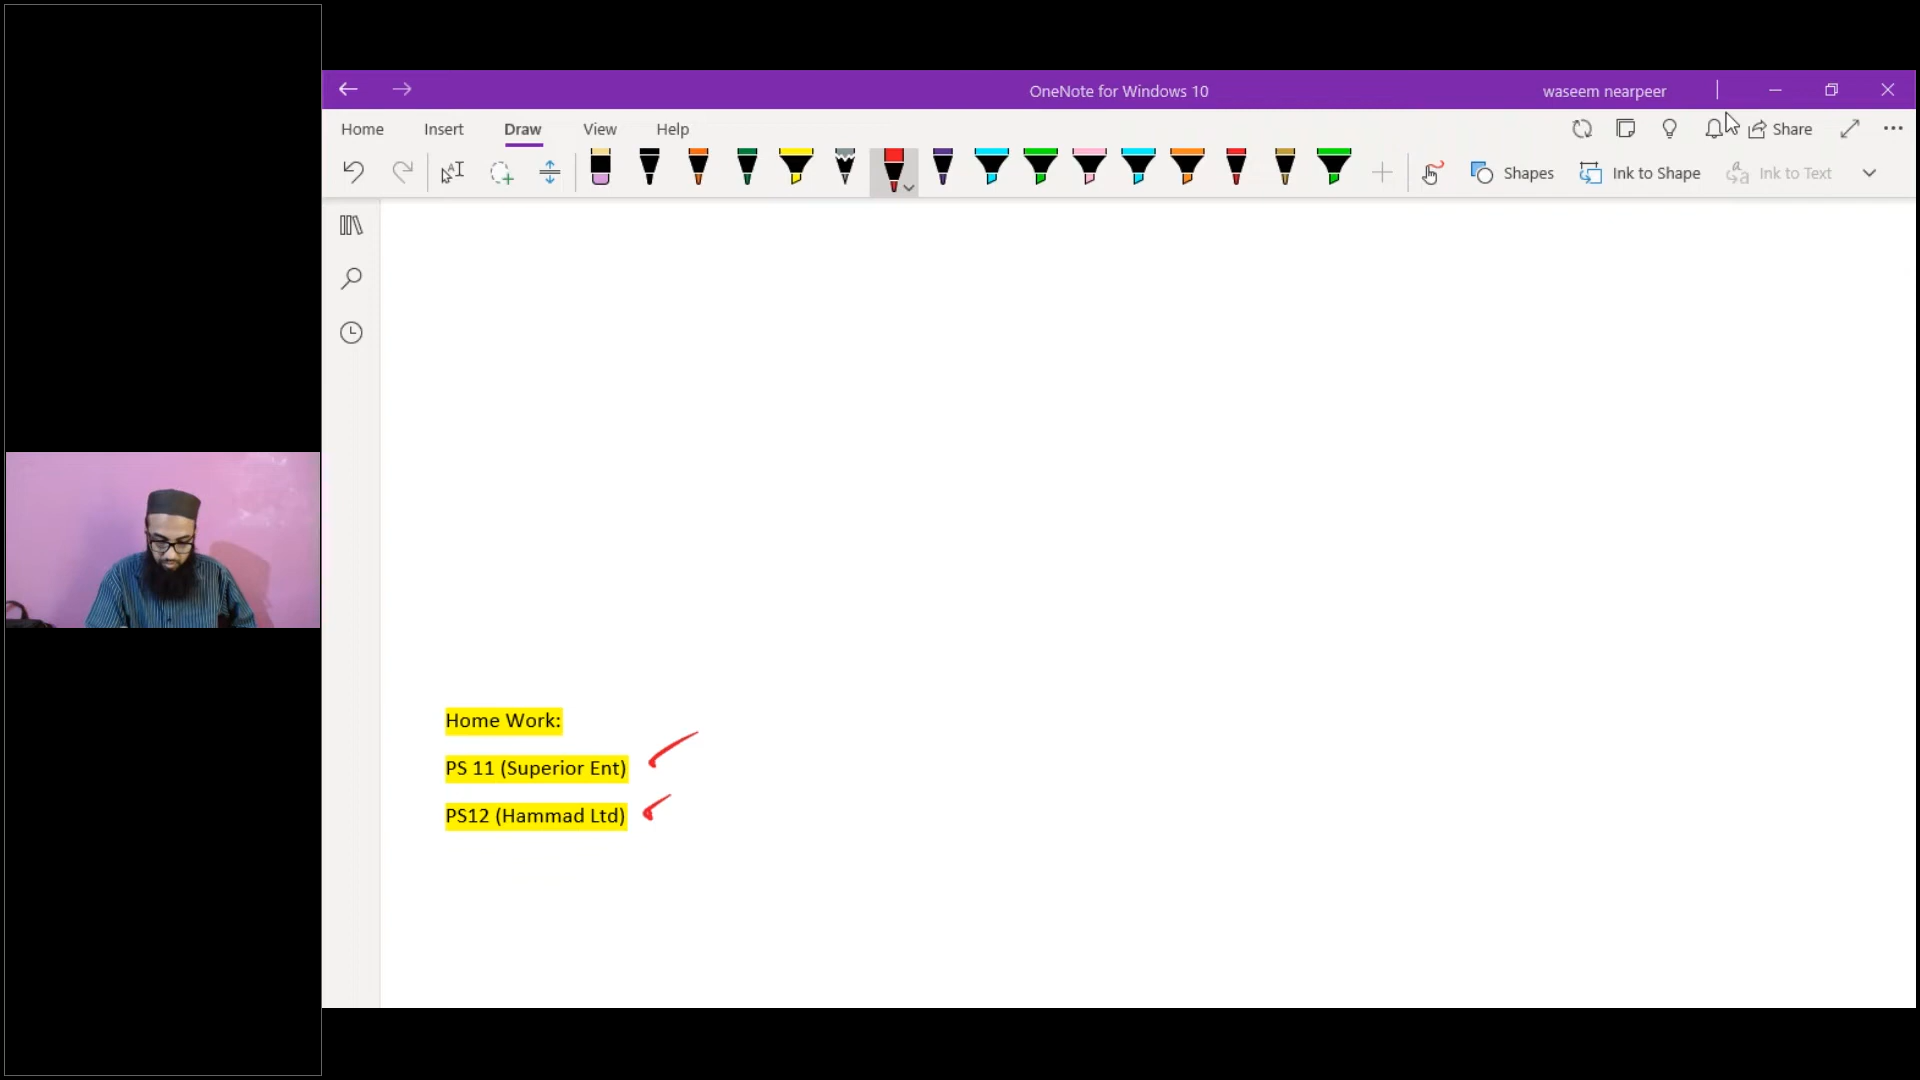 OneNote for Windows 10
waseem nearpeer
Home Insert Draw View Help
Share
Shapes
Ink to Shape
Ink to Text
Home Work:
PS 11 (Superior Ent)
PS12 (Hammad Ltd)